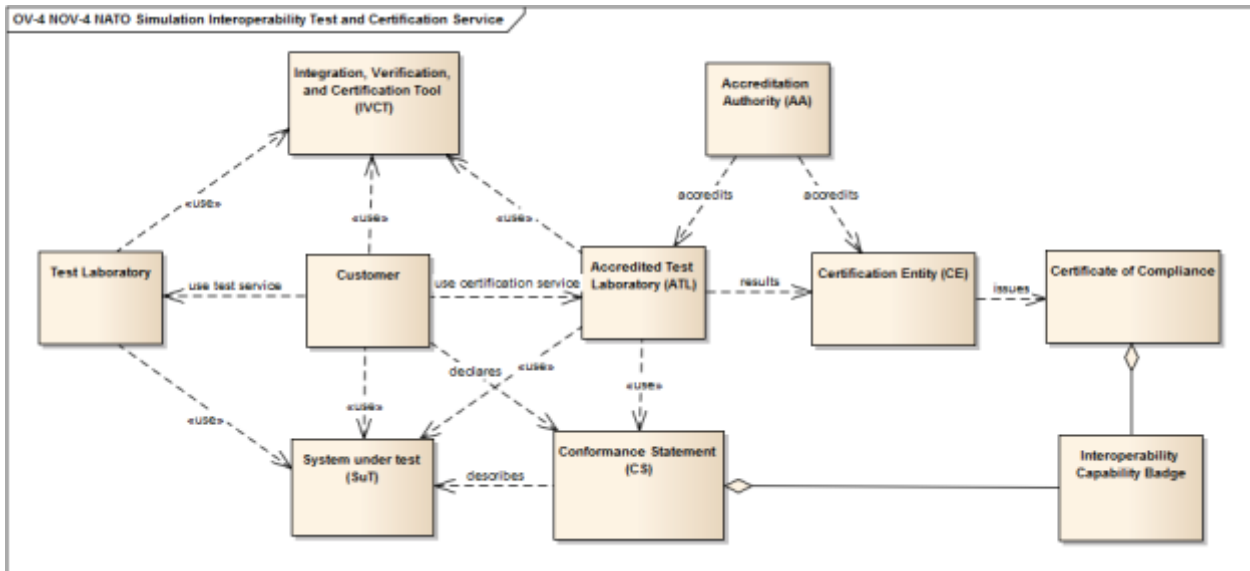 OV-4 NOV-4 NATO Simulation Interoperability Test and Certification Service
Integration, Verification,
and Certification Tool
(IVCT)
Accreditation
Authority (AA)
accredits
accredits
«use»
«use»
«use»
Test Laboratory
use test service
Customer
use certification service
Accredited Test
Laboratory (ATL)
results
Certification Entity (CE)
issues
Certificate of Compliance
declares
«use»
«use»
«use»
«use»
System under test
(SuT)
describes
Conformance Statement
(CS)
Interoperability
Capability Badge